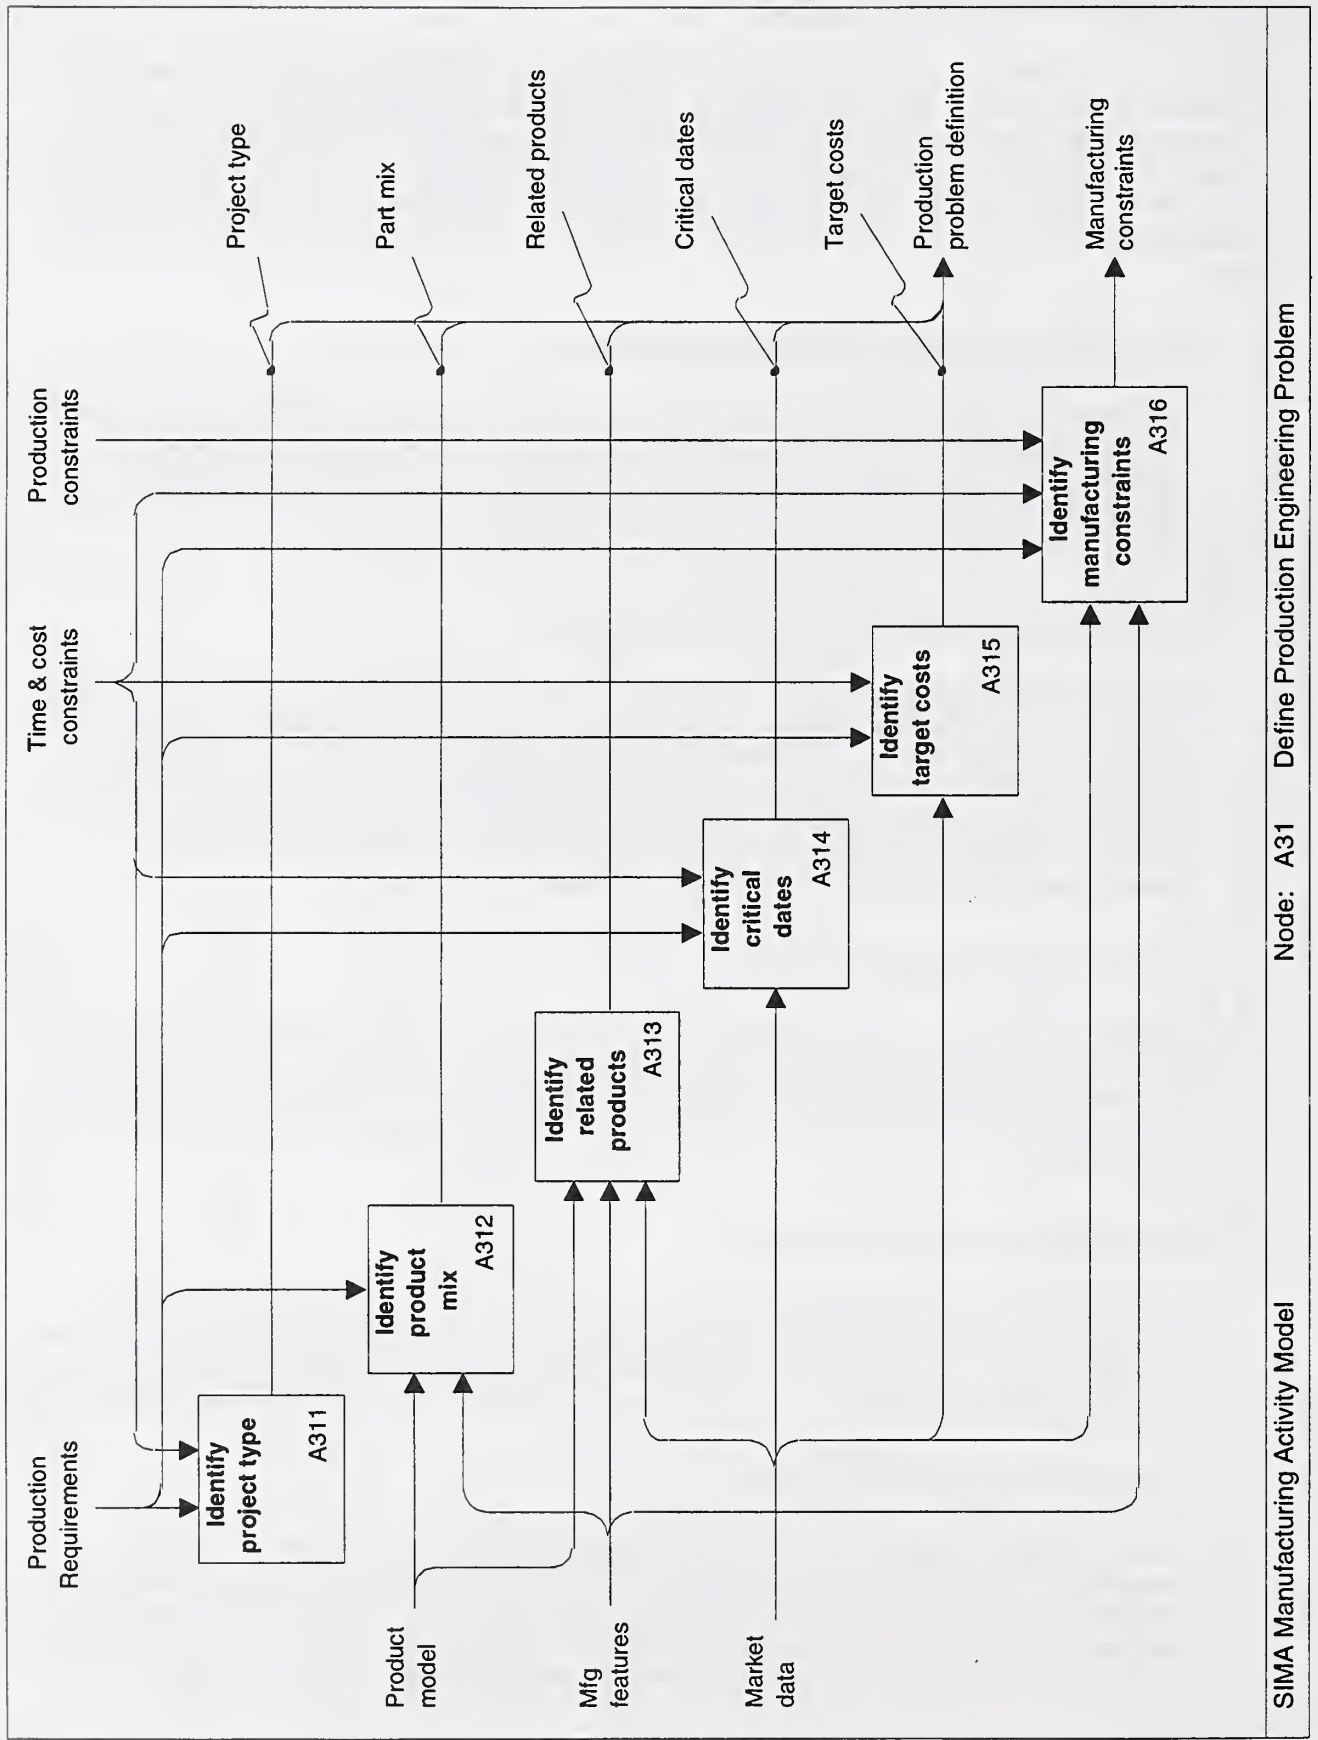 Production
Requirements
Time & cost
constraints
Production
constraints
Identify
project type
A311
Project type
Identify
product
mix
A312
Part mix
Product
model
Identify
related
products
A313
Related products
Mfg
features
Identify
critical
dates
A314
Critical dates
Market
data
Identify
target costs
A315
Target costs
Production
problem definition
Identify
manufacturing
constraints
A316
Manufacturing
constraints
SIMA Manufacturing Activity Model Node: A31 Define Production Engineering Problem